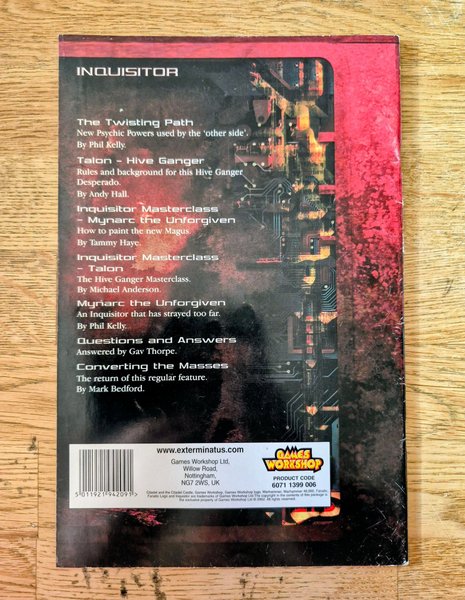 INQUISITOR
The Twisting Path
New Psychic Powers used by the 'other side'.
By Phil Kelly.
Talon – Hive Ganger
Rules and background for this Hive Ganger
Desperado.
By Andy Hall.
Inquisitor Masterclass
– Mynarc the Unforgiven
How to paint the new Magus.
By Tammy Haye.
Inquisitor Masterclass
– Talon
The Hive Ganger Masterclass.
By Michael Anderson.
Mynarc the Unforgiven
An Inquisitor that has strayed too far.
By Phil Kelly.
Questions and Answers
Answered by Gav Thorpe.
Converting the Masses
The return of this regular feature.
By Mark Bedford.
www.exterminatus.com
Games Workshop Ltd,
Willow Road,
Nottingham,
NG7 2WS, UK
GAMES
WORKSHOP
PRODUCT CODE
6071 1399 006
5 011921 942091 >